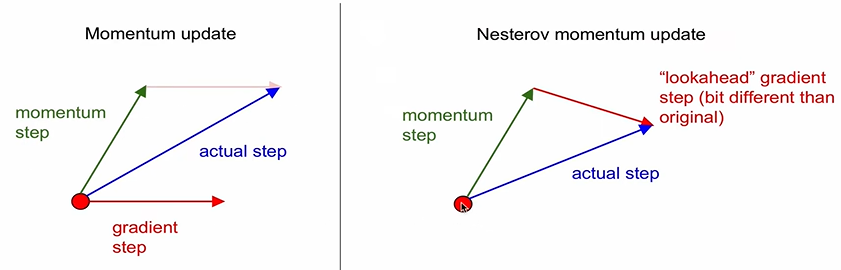 Momentum update
momentum
step
actual step
gradient
step
Nesterov momentum update
momentum
step
“lookahead” gradient
step (bit different than
original)
actual step